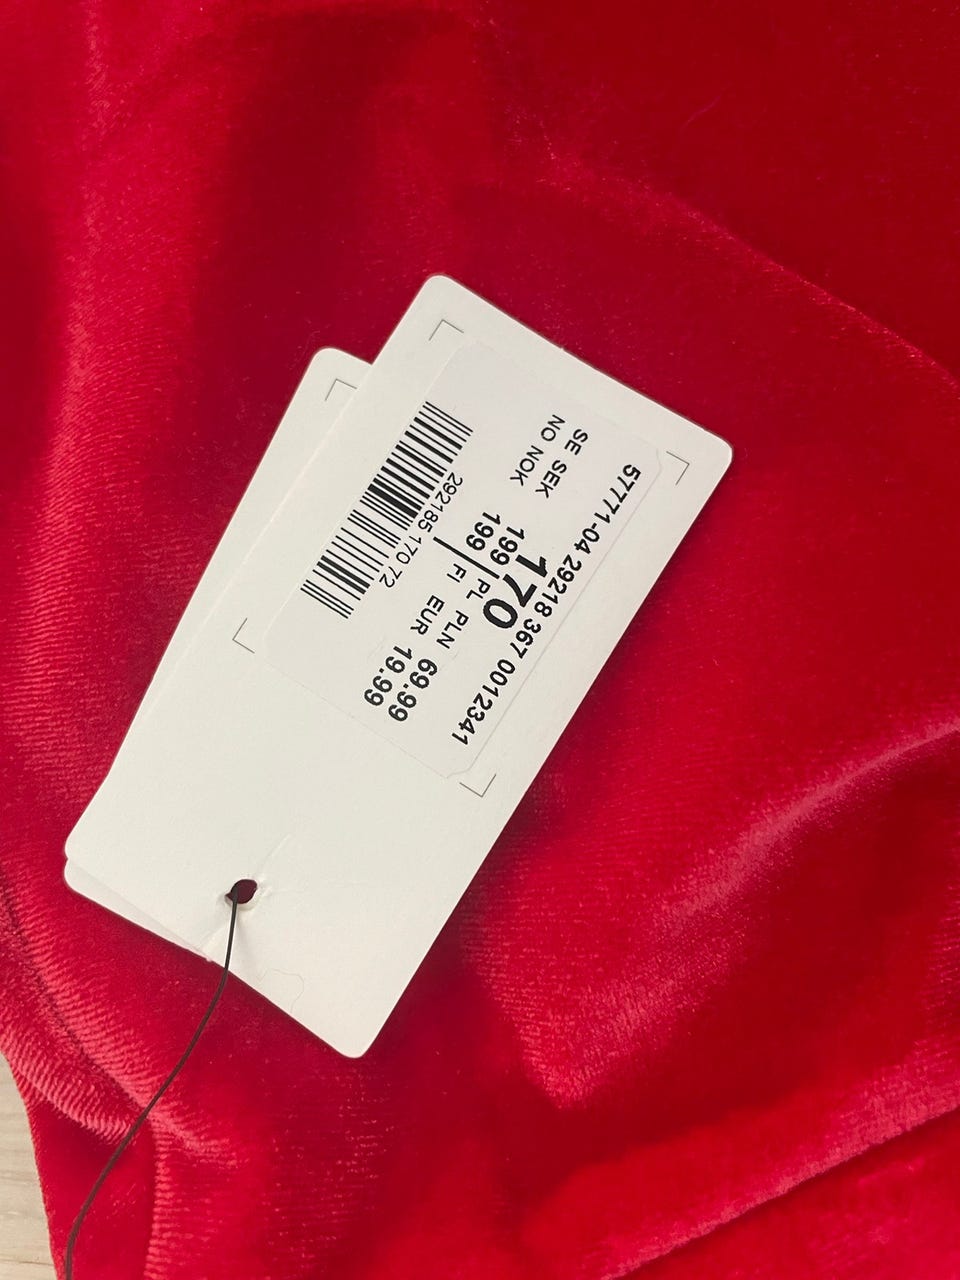 57771-04 29218 367 0012341
170
SE SEK 199 | PL PLN 69.99
NO NOK 199 | FI EUR 19.99
292185 170 72